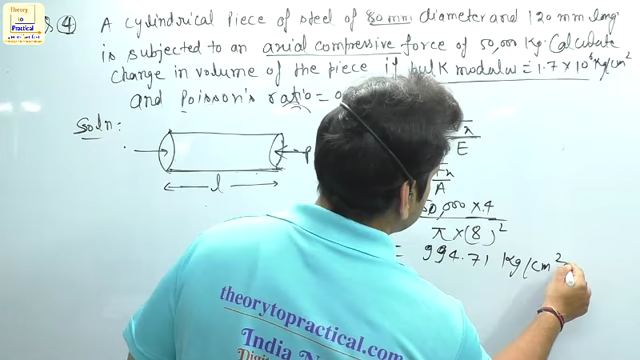 Theory
to
Practical
Q ④ A cylindrical piece of steel of 80 mm diameter and 120 mm long
is subjected to an axial compressive force of 50,000 Kg. Calculate
change in volume of the piece if bulk modulus = 1.7 × 10⁶ Kg/cm²
and Poisson's ratio = 0
Soln:
P
l
E
A
50,000 × 4
π × (8)²
= 994.71 Kg/cm²
theorytopractical.com
India
Digi